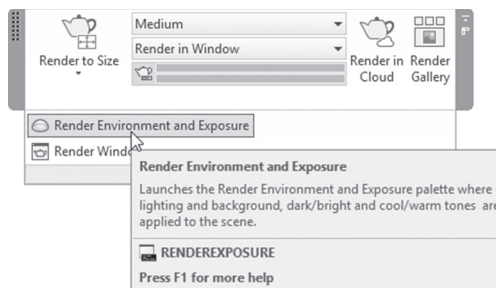 Medium
Render in Window
Render to Size
Render in Cloud
Render Gallery
Render Environment and Exposure
Render Windo
Render Environment and Exposure
Launches the Render Environment and Exposure palette where
lighting and background, dark/bright and cool/warm tones are
applied to the scene.
RENDEREXPOSURE
Press F1 for more help